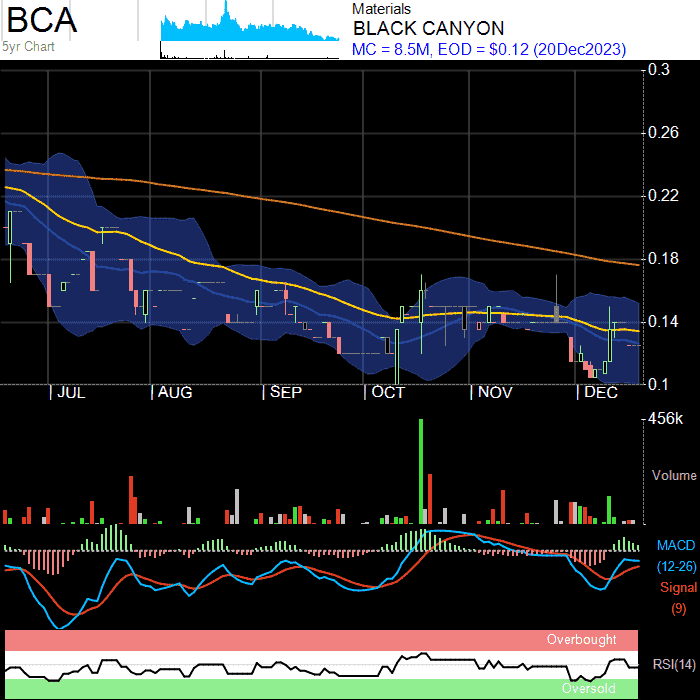 BCA
5yr Chart
Materials
BLACK CANYON
MC = 8.5M, EOD = $0.12 (20Dec2023)
0.3
0.26
0.22
0.18
0.14
0.1
JUL
AUG
SEP
OCT
NOV
DEC
456k
Volume
MACD
(12-26)
Signal
(9)
Overbought
RSI(14)
Oversold